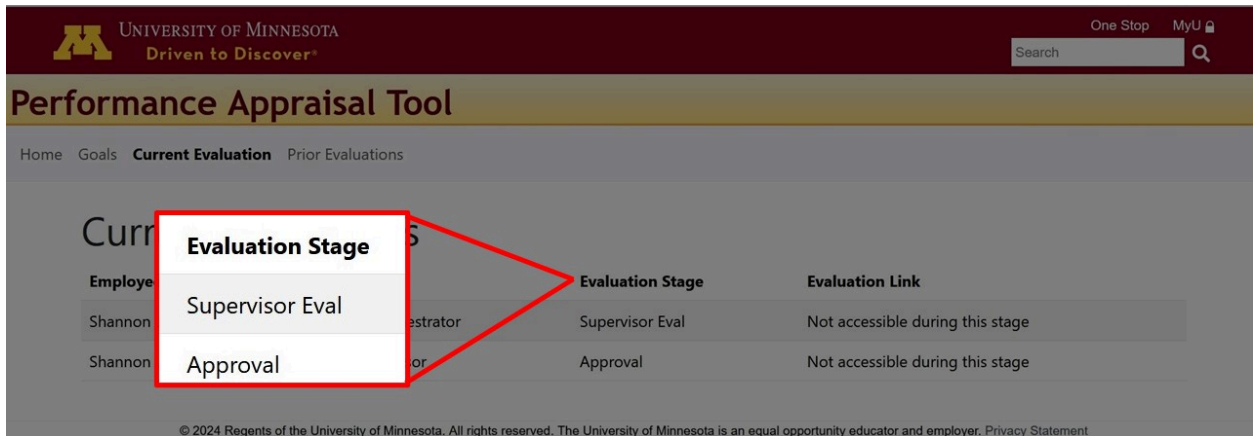 UNIVERSITY OF MINNESOTA
Driven to Discover®
One Stop MyU
Search
Performance Appraisal Tool
Home Goals Current Evaluation Prior Evaluations
Curr s
Evaluation Stage
Supervisor Eval
Approval
Employe Evaluation Stage Evaluation Link
Shannon estrator Supervisor Eval Not accessible during this stage
Shannon sor Approval Not accessible during this stage
© 2024 Regents of the University of Minnesota. All rights reserved. The University of Minnesota is an equal opportunity educator and employer. Privacy Statement